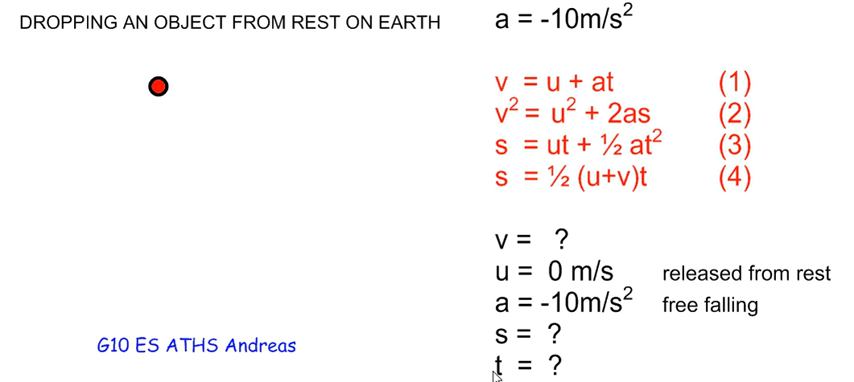 DROPPING AN OBJECT FROM REST ON EARTH
a = -10m/s²
v = u + at (1)
v² = u² + 2as (2)
s = ut + ½ at² (3)
s = ½ (u+v)t (4)
v = ?
u = 0 m/s released from rest
a = -10m/s² free falling
s = ?
t = ?
G10 ES ATHS Andreas